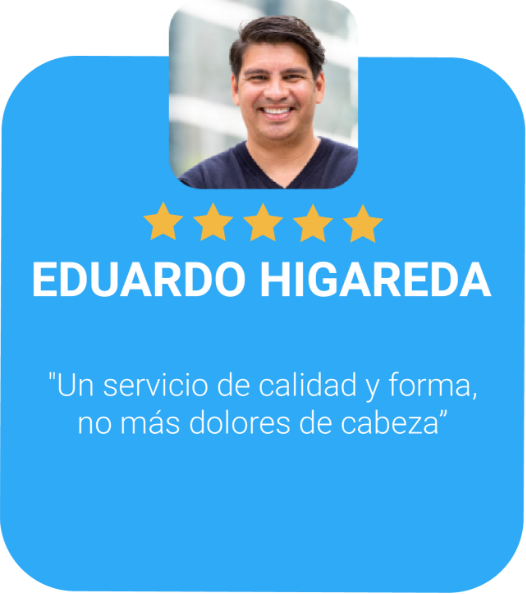 EDUARDO HIGAREDA
"Un servicio de calidad y forma,
no más dolores de cabeza”